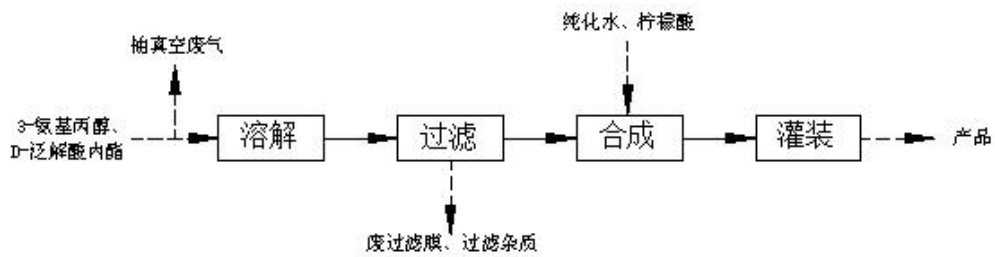 纯化水、柠檬酸
抽真空废气
3-氨基丙醇、
D-泛解酸内酯
溶解
过滤
合成
灌装
产品
废过滤膜、过滤杂质